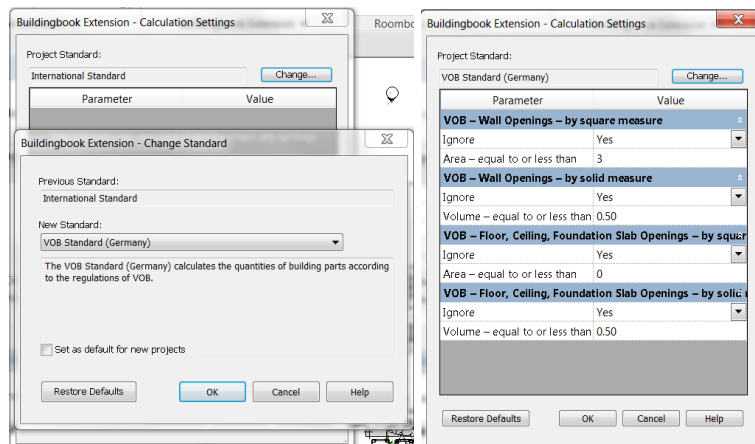 Buildingbook Extension - Calculation Settings
Project Standard:
International Standard
Change...
Parameter Value
Buildingbook Extension - Change Standard
Previous Standard:
International Standard
New Standard:
VOB Standard (Germany)
The VOB Standard (Germany) calculates the quantities of building parts according
to the regulations of VOB.
Set as default for new projects
Restore Defaults OK Cancel Help
Roomb
Buildingbook Extension - Calculation Settings
Project Standard:
VOB Standard (Germany)
Change...
Parameter Value
VOB – Wall Openings – by square measure
Ignore Yes
Area – equal to or less than 3
VOB – Wall Openings – by solid measure
Ignore Yes
Volume – equal to or less than 0.50
VOB – Floor, Ceiling, Foundation Slab Openings – by squar
Ignore Yes
Area – equal to or less than 0
VOB – Floor, Ceiling, Foundation Slab Openings – by solid
Ignore Yes
Volume – equal to or less than 0.50
Restore Defaults OK Cancel Help